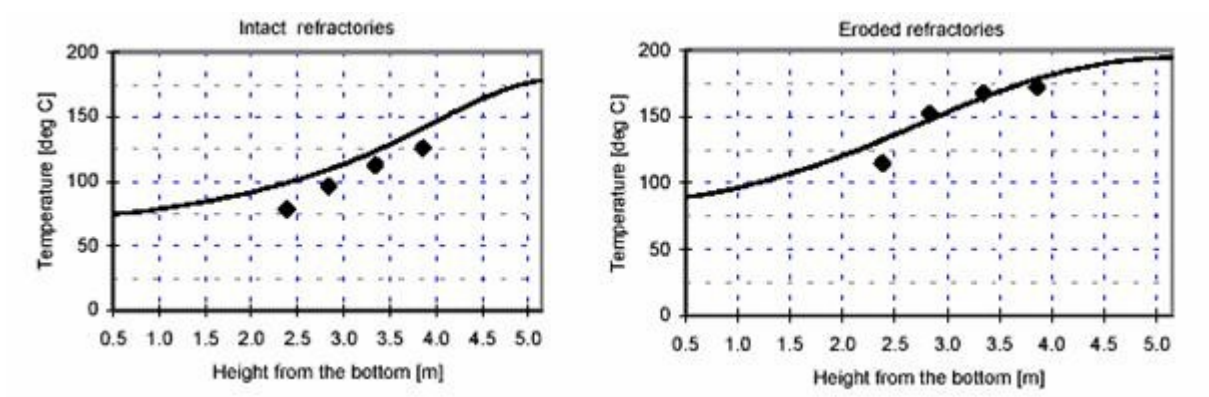 Intact refractories
Temperature [deg C]
200
150
100
50
0
0.5 1.0 1.5 2.0 2.5 3.0 3.5 4.0 4.5 5.0
Height from the bottom [m]
Eroded refractories
Temperature [deg C]
200
150
100
50
0
0.5 1.0 1.5 2.0 2.5 3.0 3.5 4.0 4.5 5.0
Height from the bottom [m]